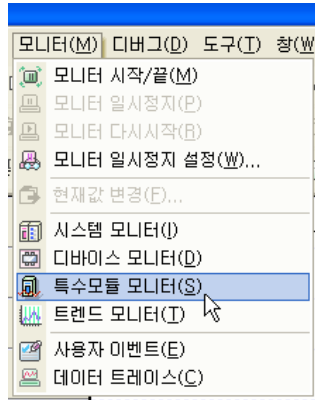 모니터(M) 디버그(D) 도구(T) 창(W
모니터 시작/끝(M)
모니터 일시정지(P)
모니터 다시시작(R)
모니터 일시정지 설정(W)...
현재값 변경(F)...
시스템 모니터(I)
디바이스 모니터(D)
특수모듈 모니터(S)
트렌드 모니터(T)
사용자 이벤트(E)
데이터 트레이스(C)